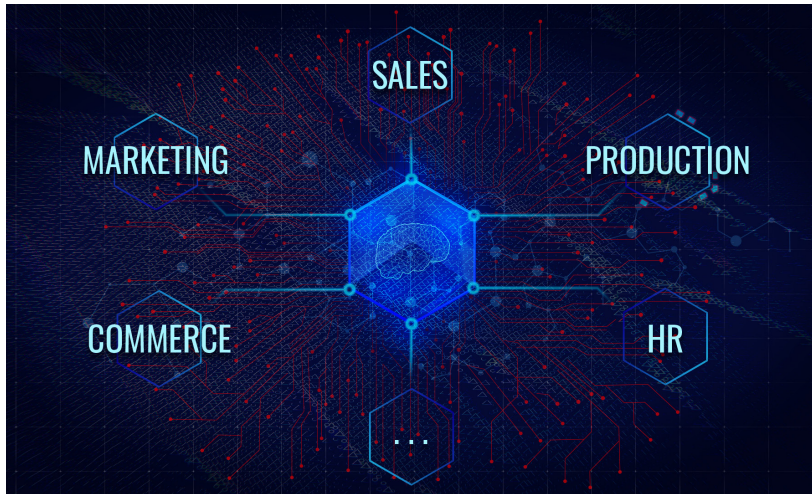 SALES
MARKETING
PRODUCTION
COMMERCE
HR
...